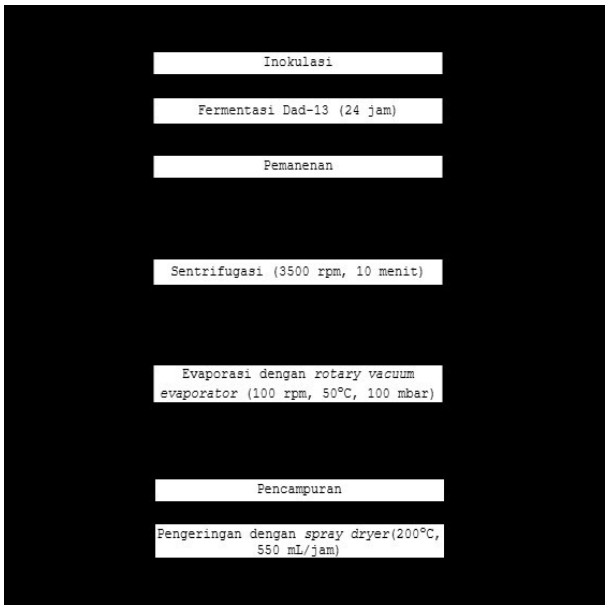 Inokulasi
Fermentasi Dad-13 (24 jam)
Pemanenan
Sentrifugasi (3500 rpm, 10 menit)
Evaporasi dengan rotary vacuum
evaporator (100 rpm, 50°C, 100 mbar)
Pencampuran
Pengeringan dengan spray dryer(200°C,
550 mL/jam)